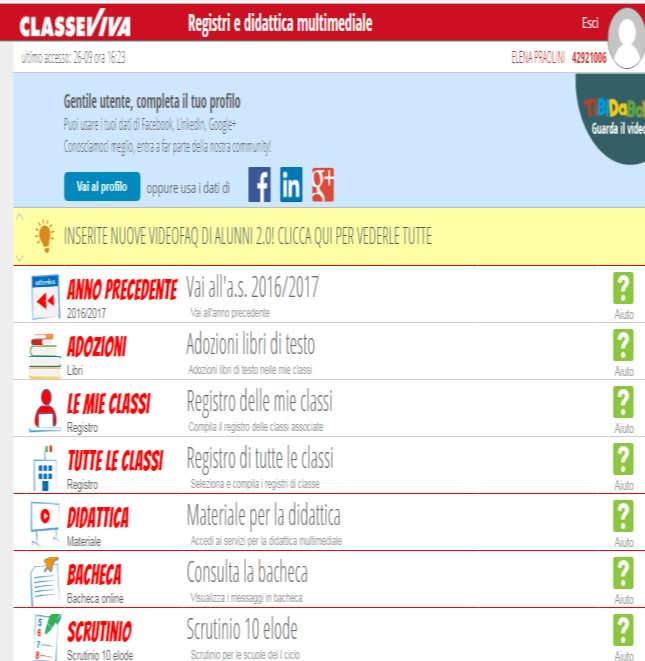 CLASSEVIVA Registri e didattica multimediale Esci
ultimo accesso: 26-09 ora 16:23 ELENA PRAOLINI 42921006
Gentile utente, completa il tuo profilo
Puoi usare i tuoi dati di Facebook, LinkedIn, Google+
Conosciamoci meglio, entra a far parte della nostra community!
TIBIDaBo
Guarda il video
Vai al profilo oppure usa i dati di f in g+
INSERITE NUOVE VIDEOFAQ DI ALUNNI 2.0! CLICCA QUI PER VEDERLE TUTTE
settembre
ANNO PRECEDENTE Vai all'a.s. 2016/2017 ?
2016/2017 Vai all'anno precedente Aiuto
ADOZIONI Adozioni libri di testo ?
Libri Adozioni libri di testo nelle mie classi Aiuto
LE MIE CLASSI Registro delle mie classi ?
Registro Compila il registro delle classi associate Aiuto
TUTTE LE CLASSI Registro di tutte le classi ?
Registro Seleziona e compila i registri di classe Aiuto
DIDATTICA Materiale per la didattica ?
Materiale Accedi ai servizi per la didattica multimediale Aiuto
BACHECA Consulta la bacheca ?
Bacheca online Visualizza i messaggi in bacheca Aiuto
5
6
7
8
SCRUTINIO Scrutinio 10 elode ?
Scrutinio 10 elode Scrutinio per le scuole del I ciclo Aiuto